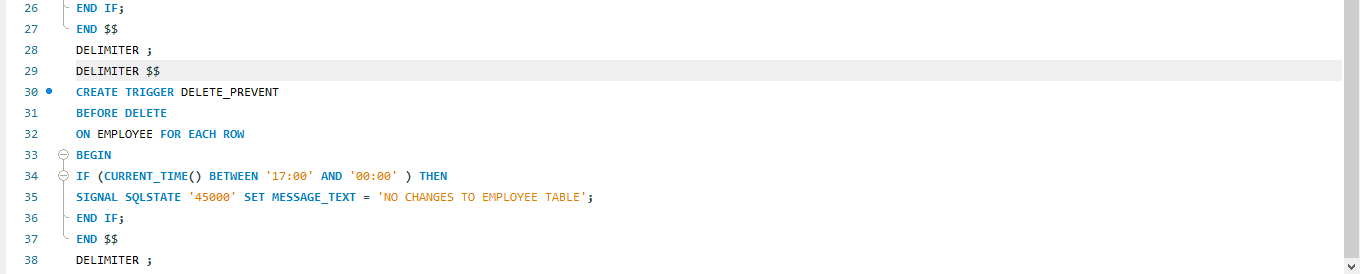 26 END IF;
27 END $$
28 DELIMITER ;
29 DELIMITER $$
30 CREATE TRIGGER DELETE_PREVENT
31 BEFORE DELETE
32 ON EMPLOYEE FOR EACH ROW
33 BEGIN
34 IF (CURRENT_TIME() BETWEEN '17:00' AND '00:00' ) THEN
35 SIGNAL SQLSTATE '45000' SET MESSAGE_TEXT = 'NO CHANGES TO EMPLOYEE TABLE';
36 END IF;
37 END $$
38 DELIMITER ;